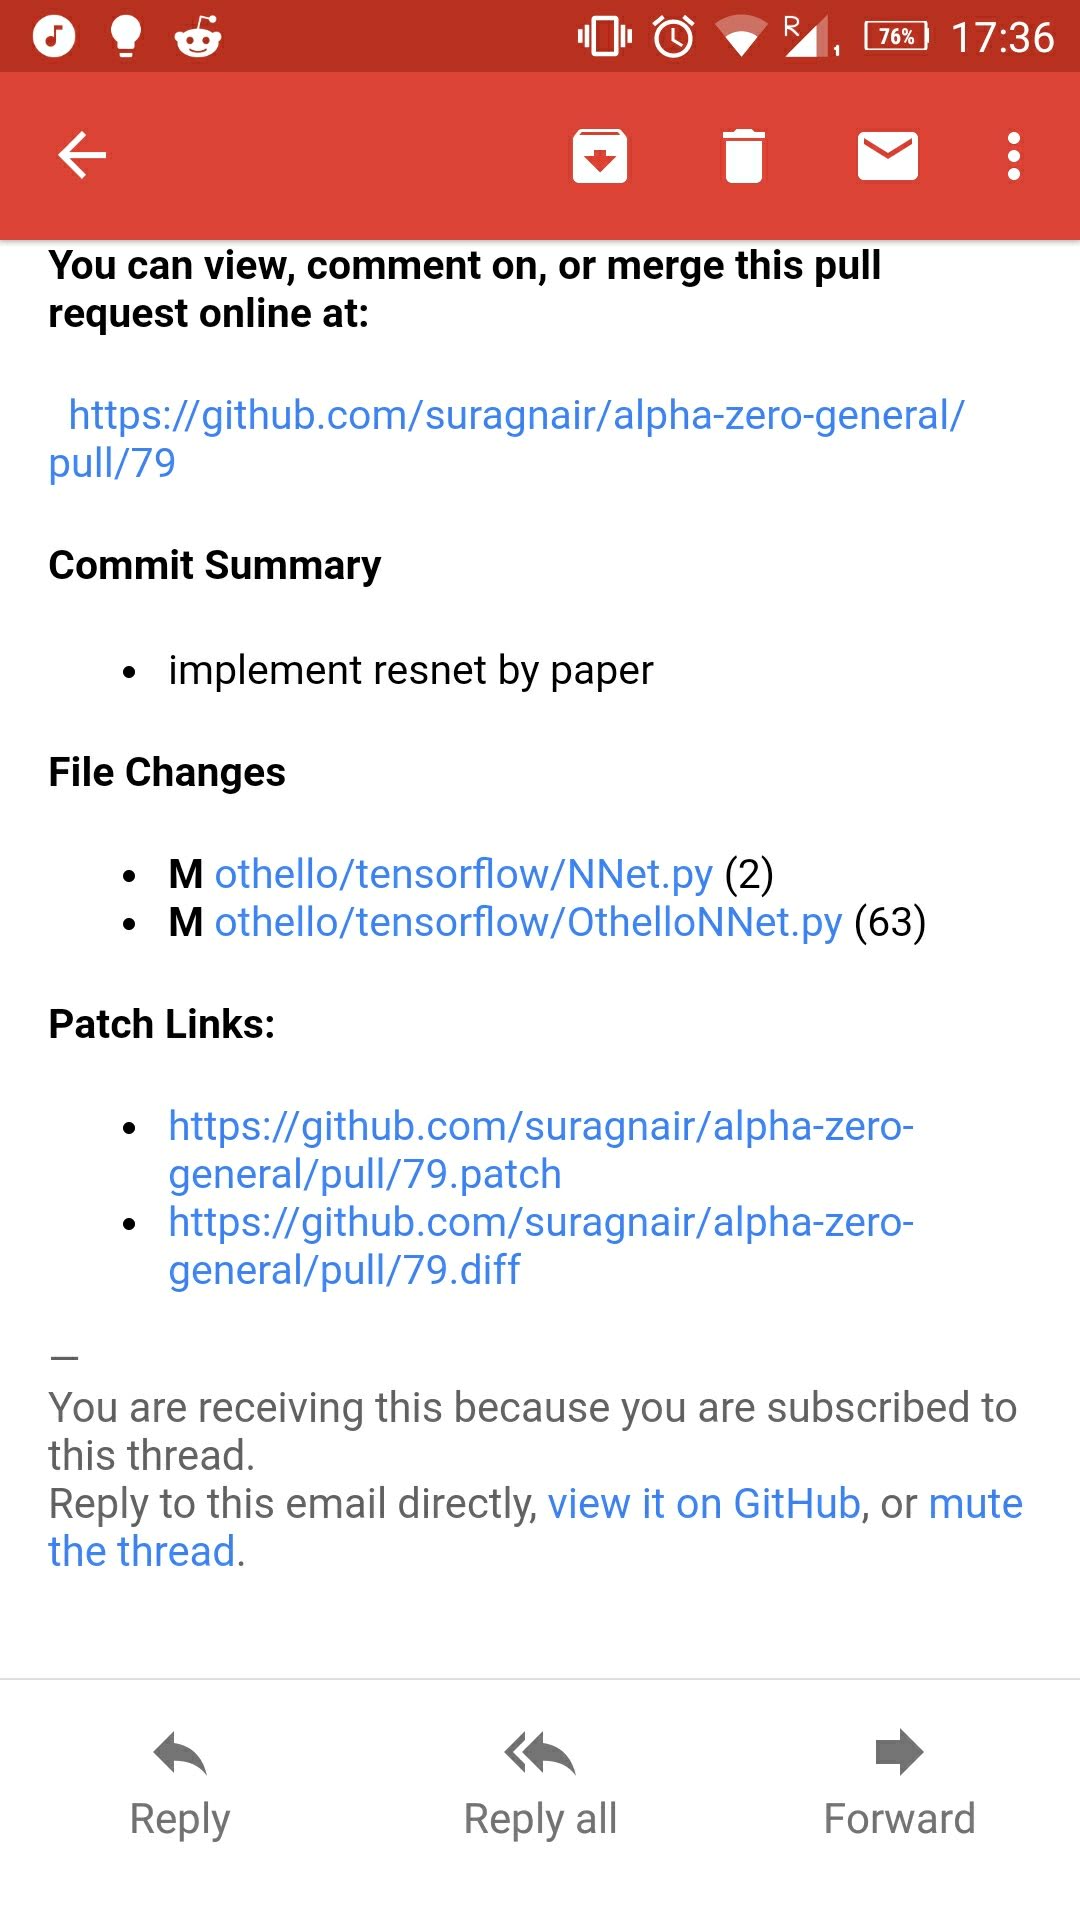 R 1 76% 17:36
You can view, comment on, or merge this pull
request online at:
https://github.com/suragnair/alpha-zero-general/
pull/79
Commit Summary
• implement resnet by paper
File Changes
• M othello/tensorflow/NNet.py (2)
• M othello/tensorflow/OthelloNNet.py (63)
Patch Links:
• https://github.com/suragnair/alpha-zero-
general/pull/79.patch
• https://github.com/suragnair/alpha-zero-
general/pull/79.diff
—
You are receiving this because you are subscribed to
this thread.
Reply to this email directly, view it on GitHub, or mute
the thread.
Reply Reply all Forward